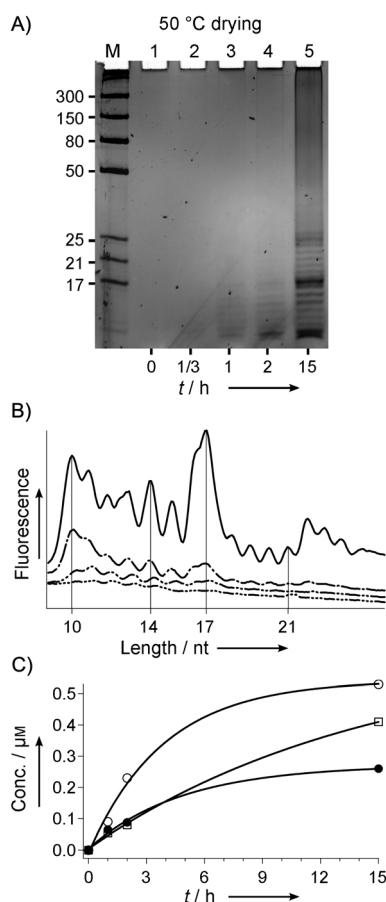 A)
50 °C drying
M 1 2 3 4 5
300
150
80
50
25
21
17
0 1/3 1 2 15
t / h
B)
Fluorescence
10 14 17 21
Length / nt
C)
Conc. / μM
0.5
0.4
0.3
0.2
0.1
0.0
0 3 6 9 12 15
t / h